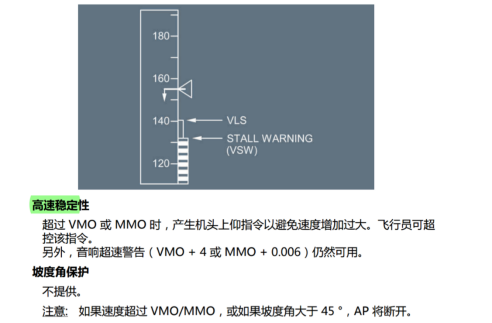 180
160
140
VLS
STALL WARNING
(VSW)
120
高速稳定性
超过 VMO 或 MMO 时，产生机头上仰指令以避免速度增加过大。飞行员可超
控该指令。
另外，音响超速警告（VMO + 4 或 MMO + 0.006）仍然可用。
坡度角保护
不提供。
注意: 如果速度超过 VMO/MMO，或如果坡度角大于 45 °，AP 将断开。